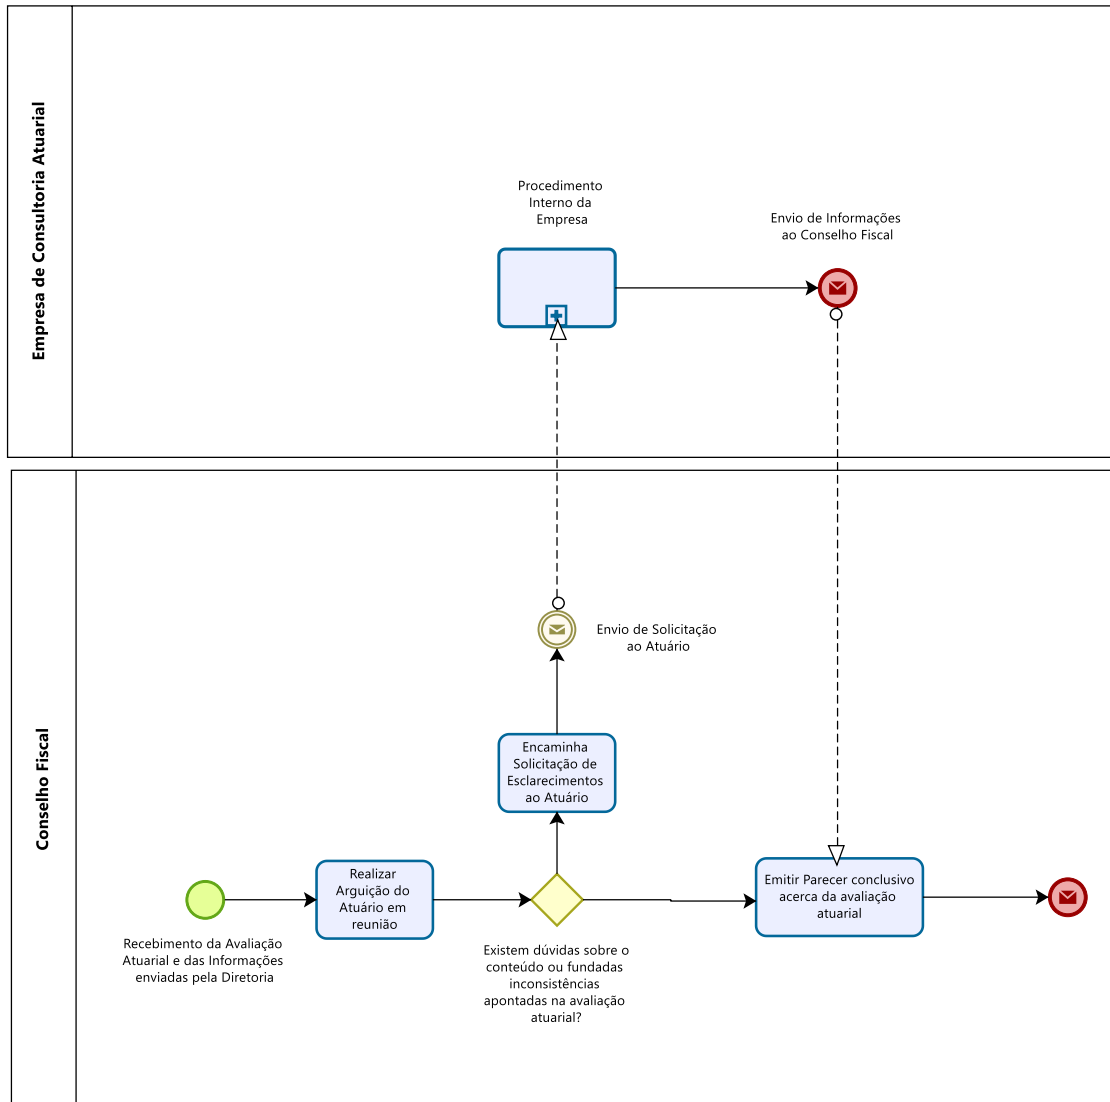 Empresa de Consultoria Atuarial
Procedimento
Interno da
Empresa
Envio de Informações
ao Conselho Fiscal
Conselho Fiscal
Envio de Solicitação
ao Atuário
Encaminha
Solicitação de
Esclarecimentos
ao Atuário
Recebimento da Avaliação
Atuarial e das Informações
enviadas pela Diretoria
Realizar
Arguição do
Atuário em
reunião
Existem dúvidas sobre o
conteúdo ou fundadas
inconsistências
apontadas na avaliação
atuarial?
Emitir Parecer conclusivo
acerca da avaliação
atuarial